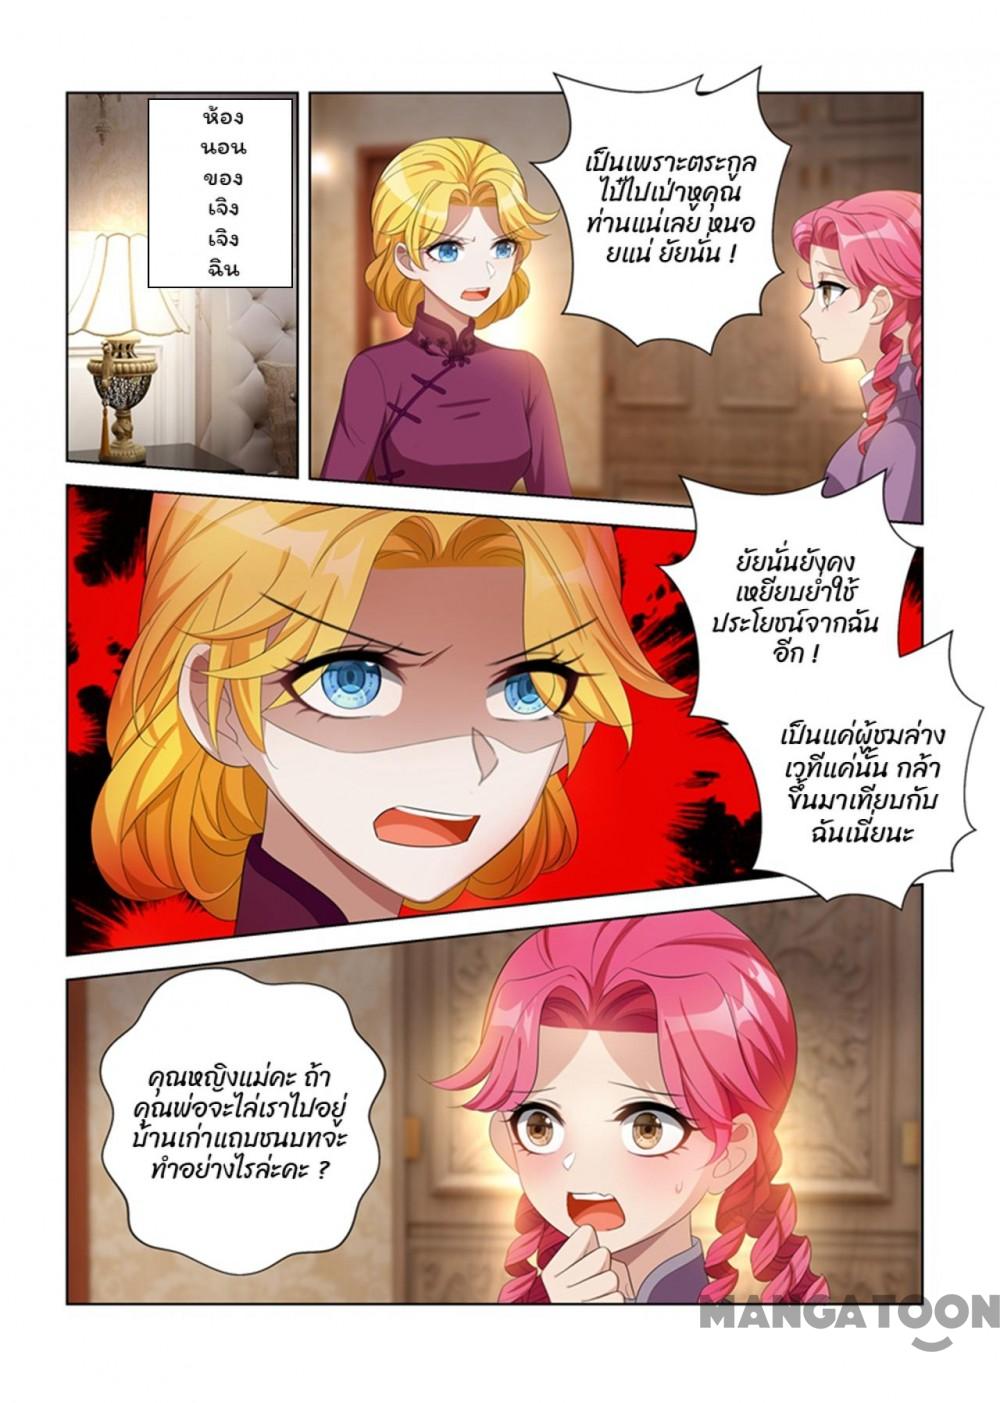 ห้อง
นอน
ของ
เจิง
เจิง
ฉิน
เป็นเพราะตระกูล
ไป๋ไปเป่าหูคุณ
ท่านแน่เลย หนอ
ยแน่ ยัยนั่น !
ยัยนั่นยังคง
เหยียบย่ำใช้
ประโยชน์จากฉัน
อีก !
เป็นแค่ผู้ชมล่าง
เวทีแค่นั้น กล้า
ขึ้นมาเทียบกับ
ฉันเนี่ยนะ
คุณหญิงแม่คะ ถ้า
คุณพ่อจะไล่เราไปอยู่
บ้านเก่าแถบชนบทจะ
ทำอย่างไรล่ะคะ ?
MANGATOON